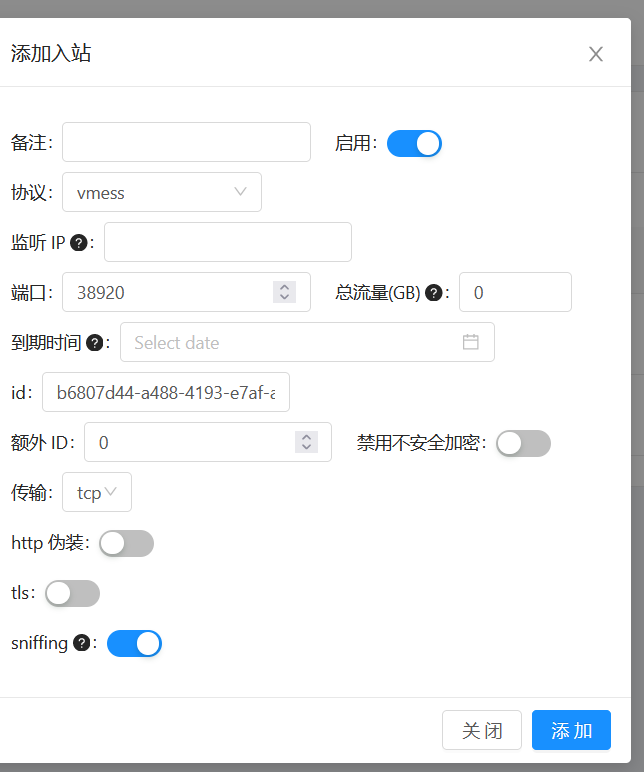 添加入站
备注: 启用:
协议: vmess
监听 IP ? :
端口: 38920 总流量(GB) ? : 0
到期时间 ? : Select date
id: b6807d44-a488-4193-e7af-a
额外 ID: 0 禁用不安全加密:
传输: tcp
http 伪装:
tls:
sniffing ? :
关 闭 添 加